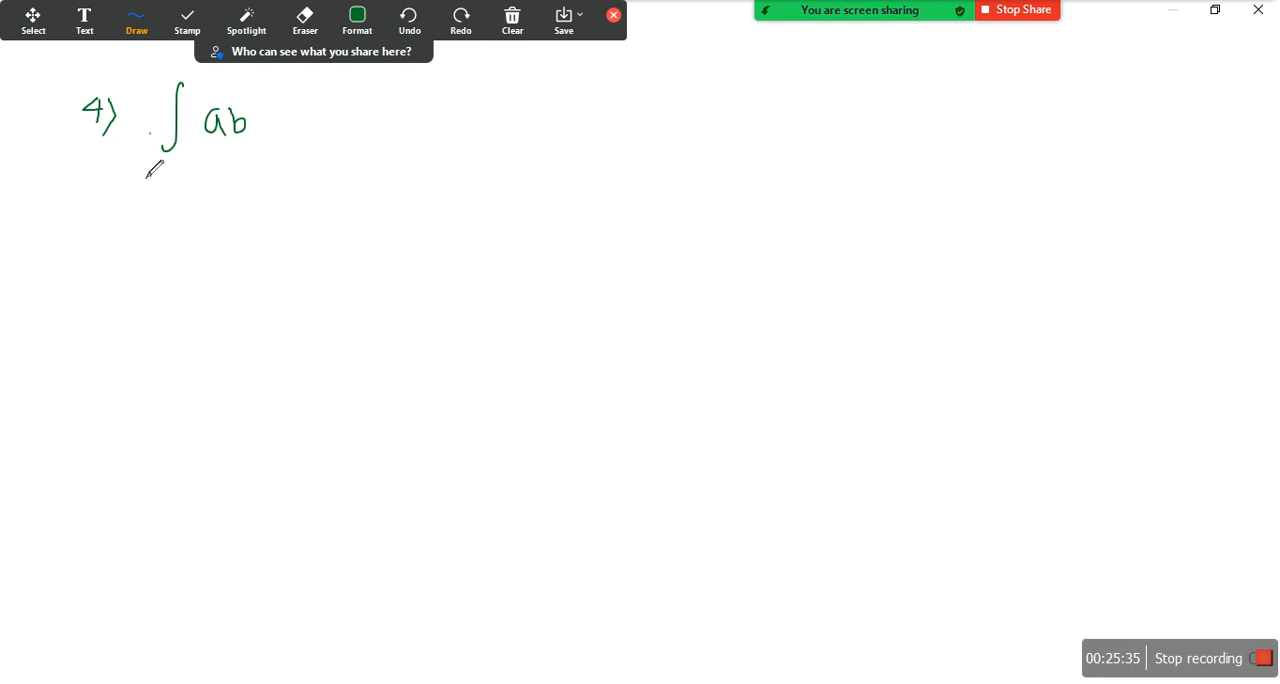 Select Text Draw Stamp Spotlight Eraser Format Undo Redo Clear Save
You are screen sharing Stop Share
Who can see what you share here?
4) ∫ ab
00:25:35 Stop recording